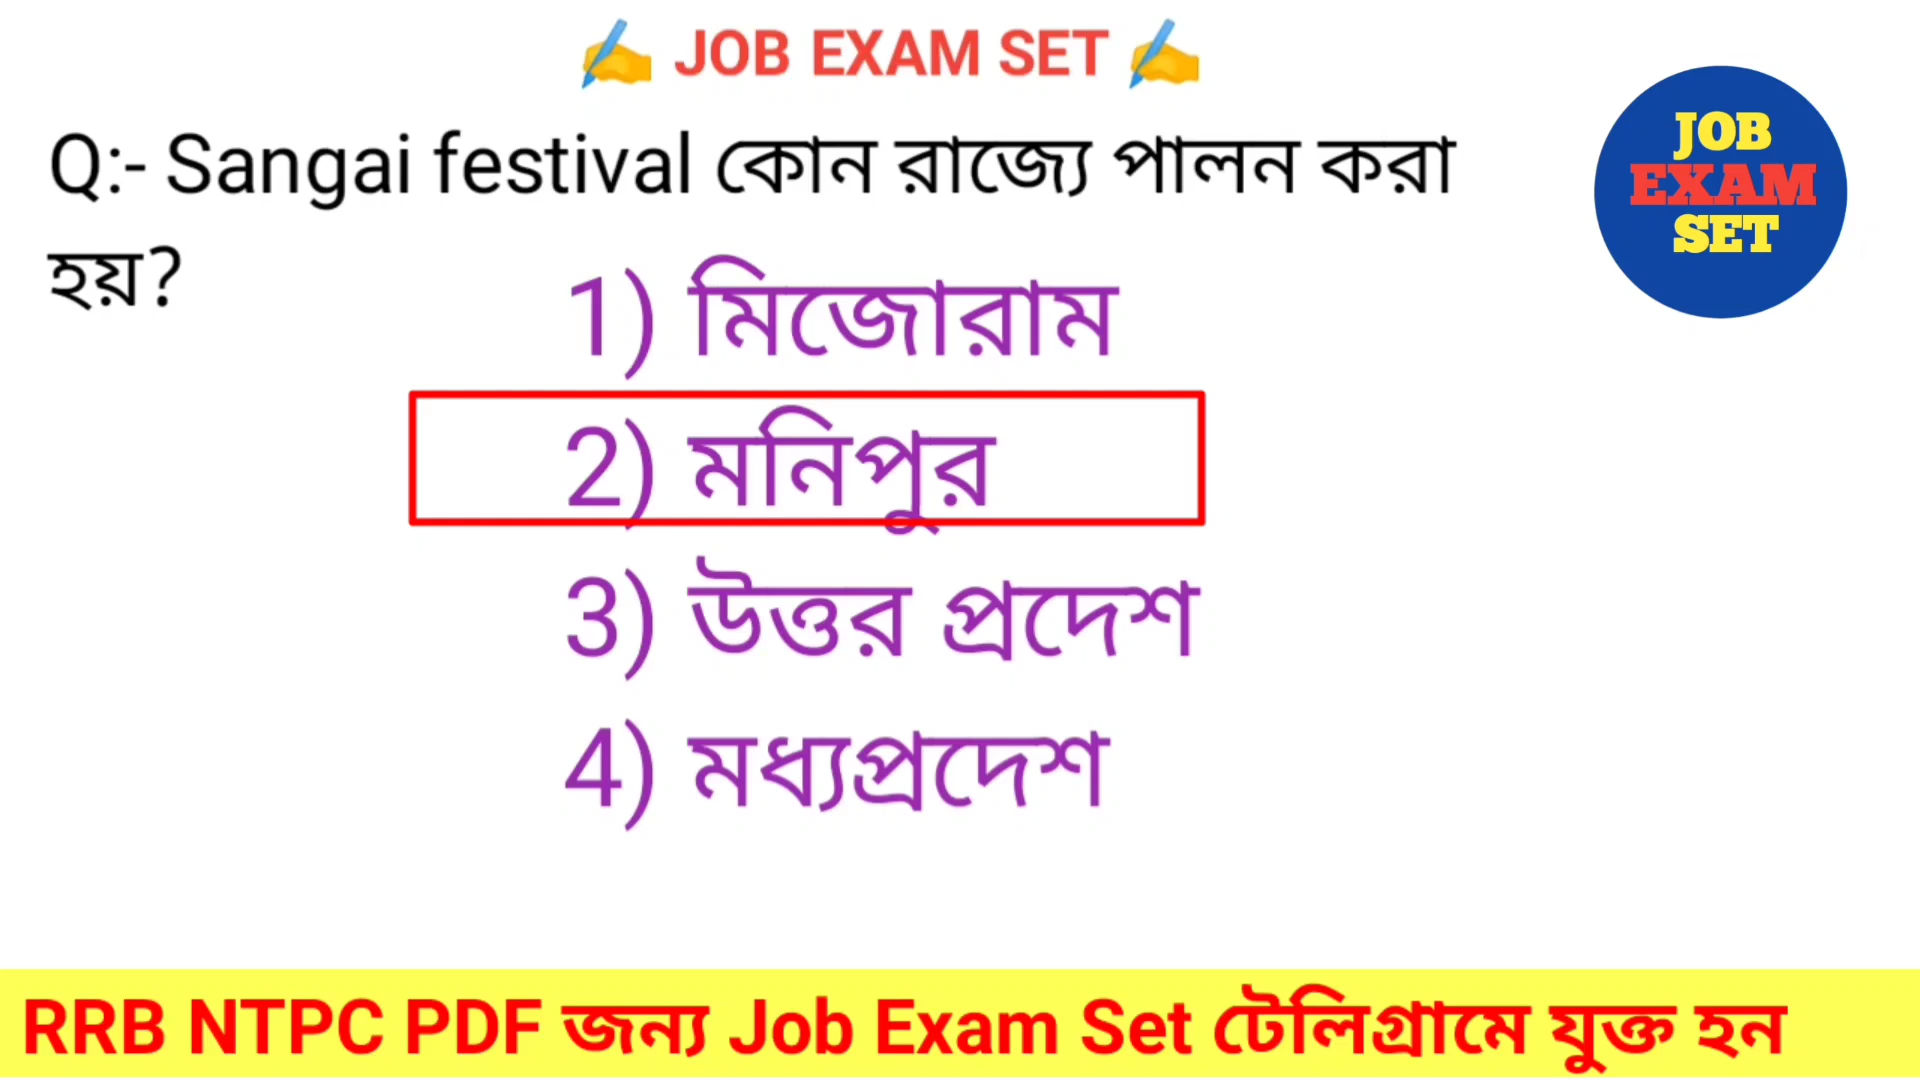 ✍️ JOB EXAM SET ✍️
Q:- Sangai festival কোন রাজ্যে পালন করা
হয়?
1) মিজোরাম
2) মনিপুর
3) উত্তর প্রদেশ
4) মধ্যপ্রদেশ
JOB
EXAM
SET
RRB NTPC PDF জন্য Job Exam Set টেলিগ্রামে যুক্ত হন